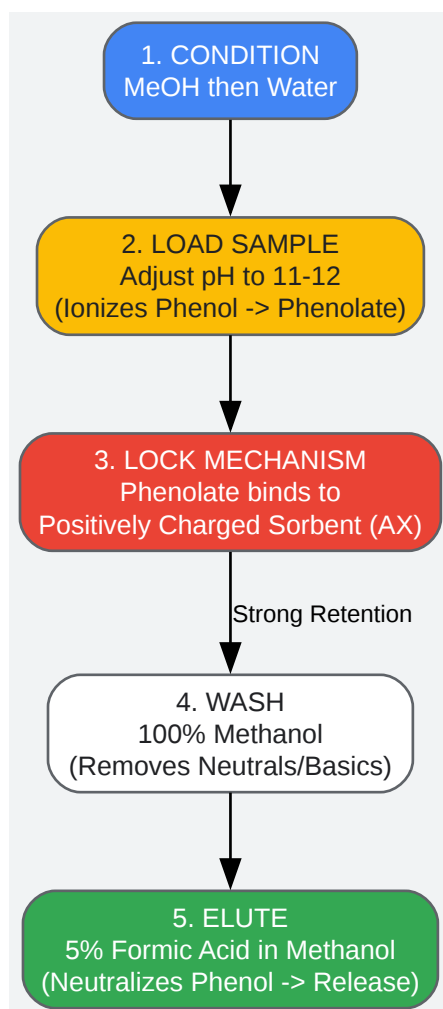 1. CONDITION
MeOH then Water
2. LOAD SAMPLE
Adjust pH to 11-12
(Ionizes Phenol -> Phenolate)
3. LOCK MECHANISM
Phenolate binds to
Positively Charged Sorbent (AX)
Strong Retention
4. WASH
100% Methanol
(Removes Neutrals/Basics)
5. ELUTE
5% Formic Acid in Methanol
(Neutralizes Phenol -> Release)